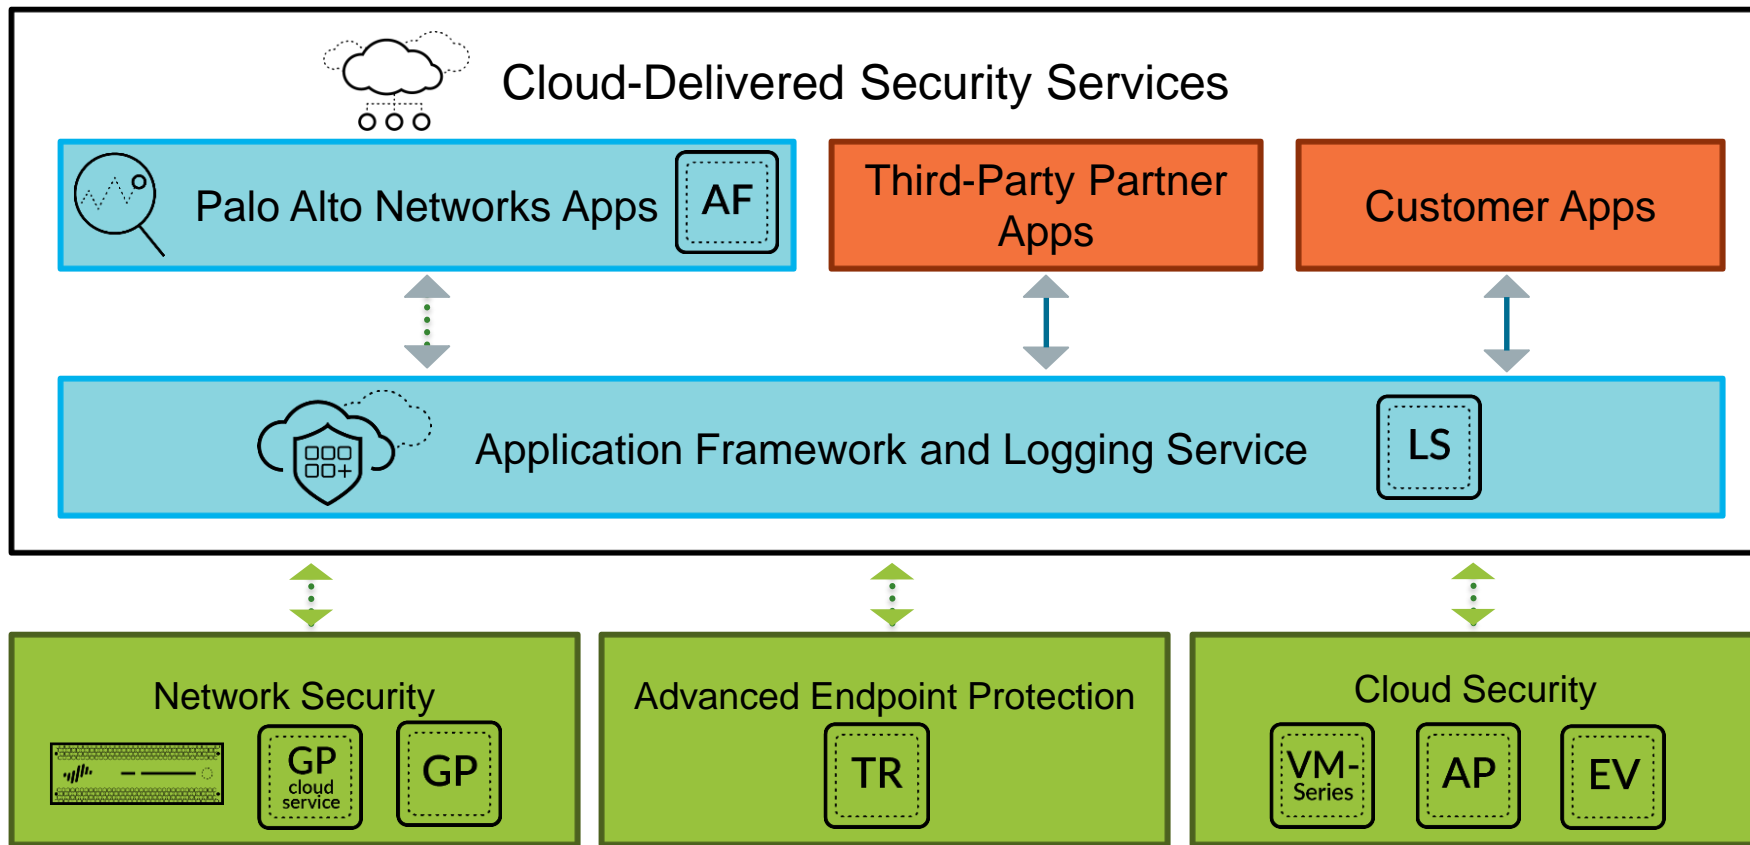 Cloud-Delivered Security Services
Palo Alto Networks Apps
AF
Third-Party Partner
Apps
Customer Apps
Application Framework and Logging Service
LS
Network Security
GP
cloud
service
GP
Advanced Endpoint Protection
TR
Cloud Security
VM-
Series
AP
EV